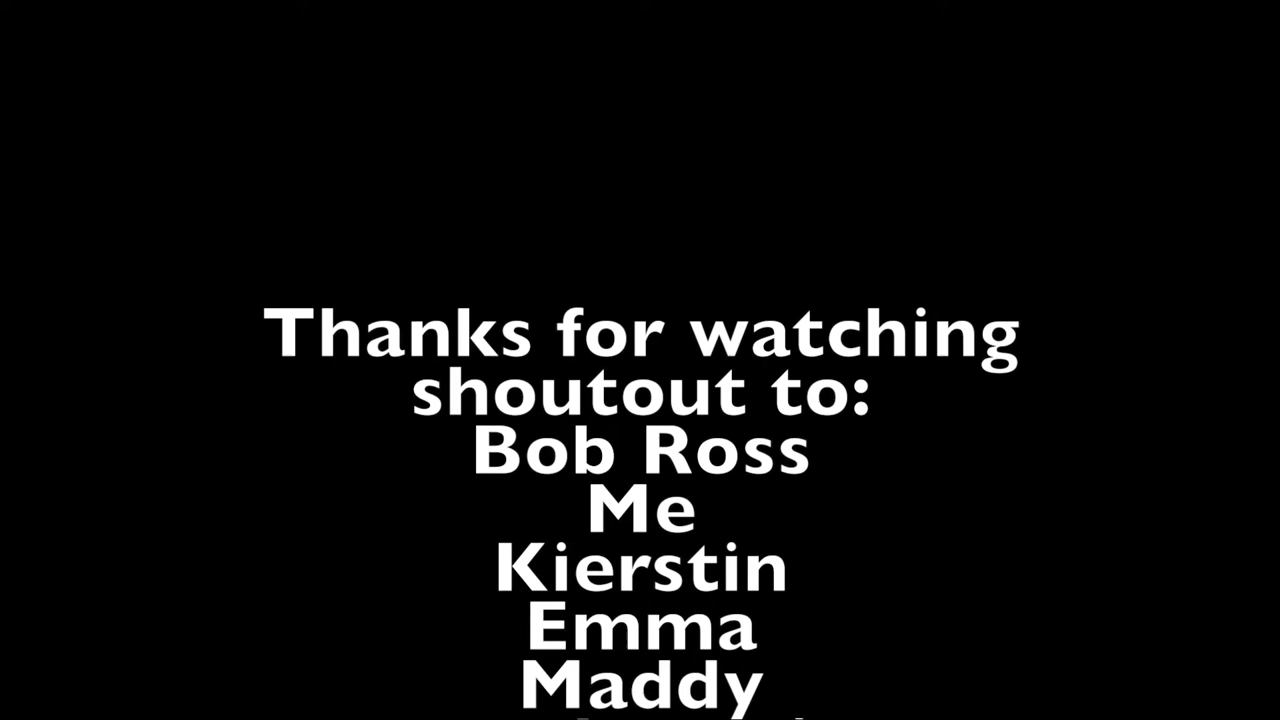 Thanks for watching
shoutout to:
Bob Ross
Me
Kierstin
Emma
Maddy